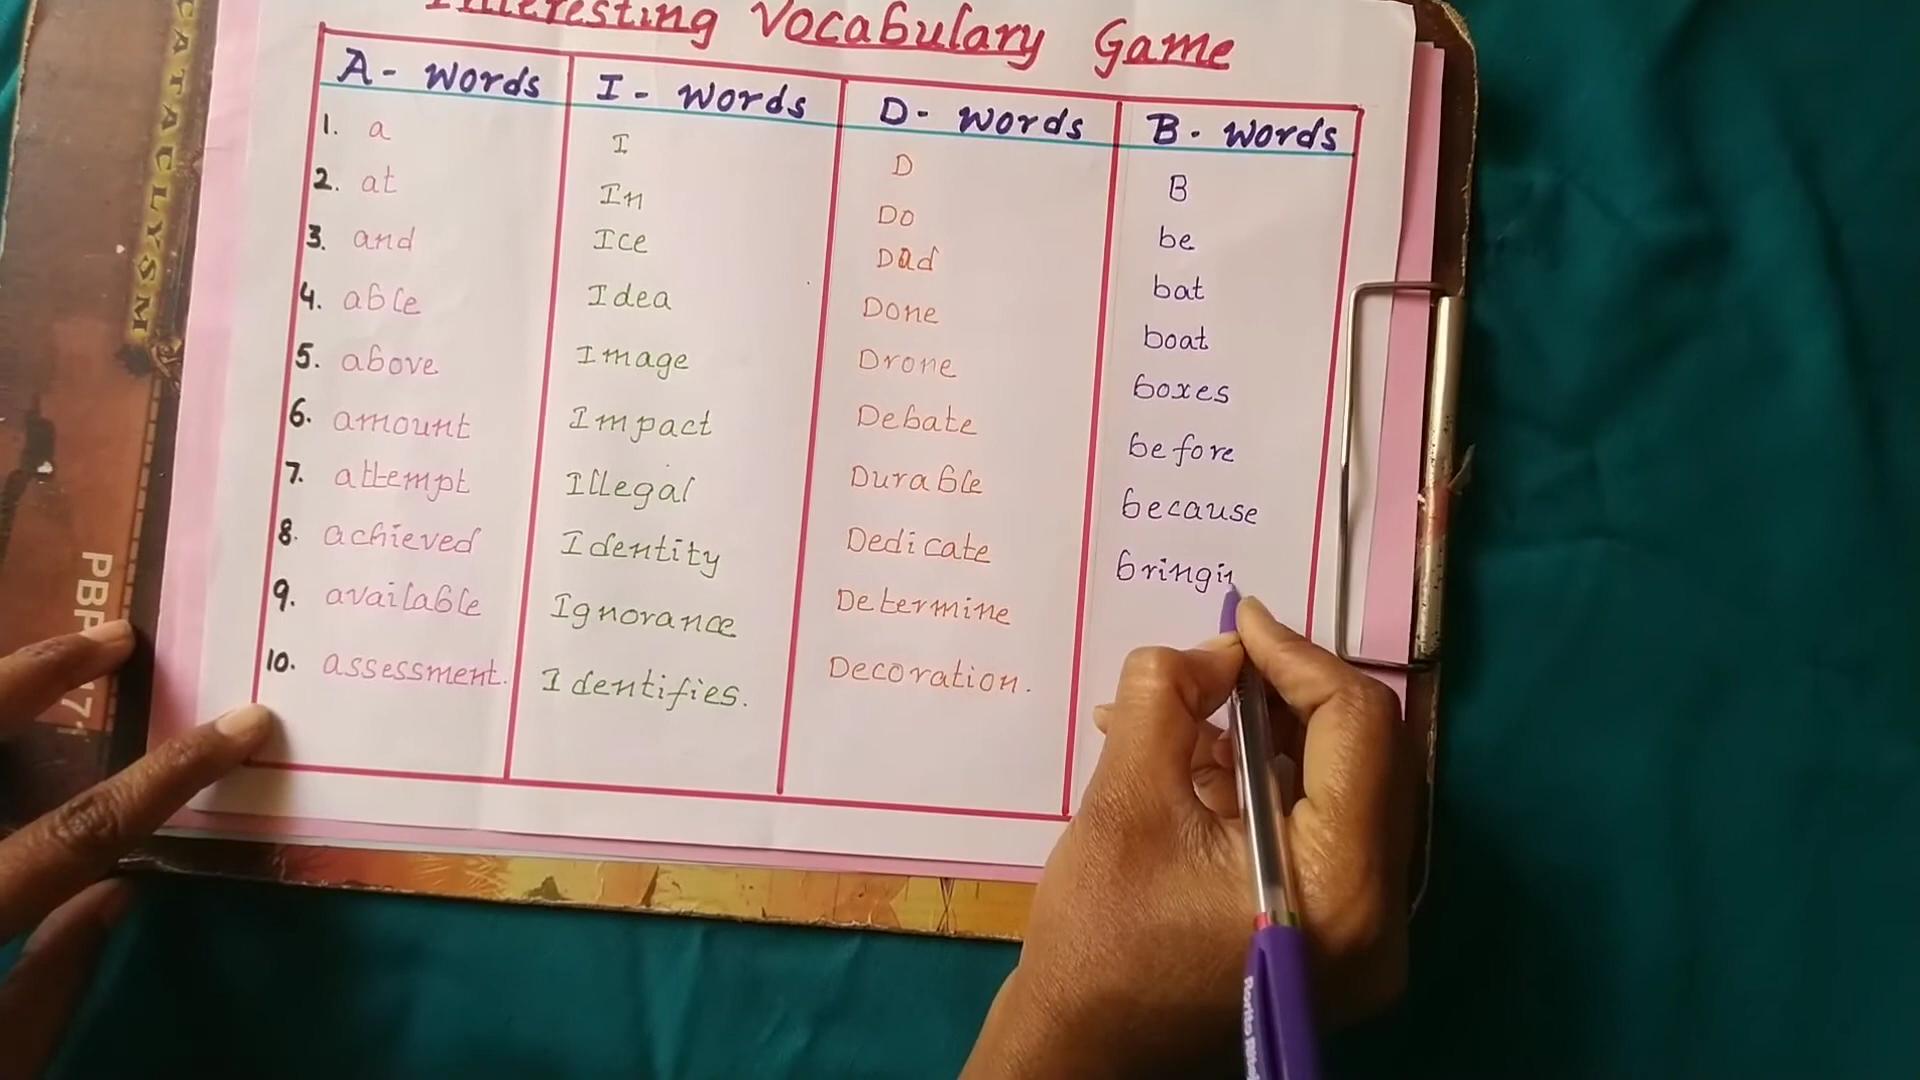 Interesting Vocabulary Game
A- Words I- Words D- Words B- Words
1. a I D B
2. at In Do be
3. and Ice Dad bat
4. able Idea Done boat
5. above Image Drone boxes
6. amount Impact Debate before
7. attempt Illegal Durable because
8. achieved Identity Dedicate bringin
9. available Ignorance Determine
10. assessment. Identifies. Decoration.
CATACLYSM